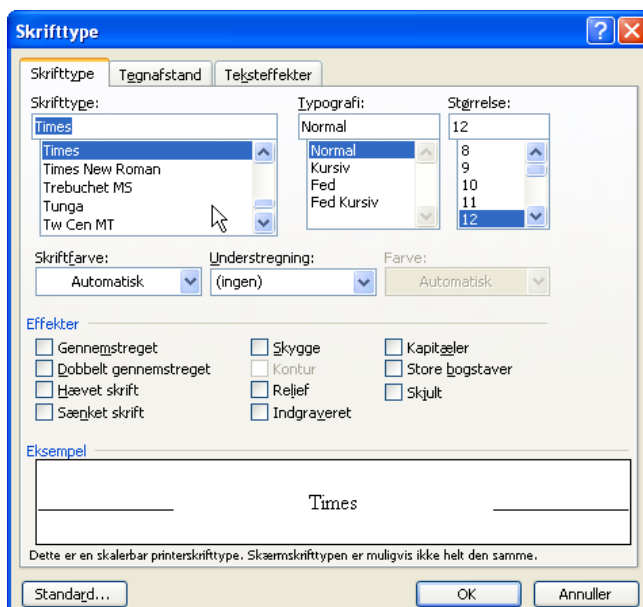 Skrifttype
Skrifttype Tegnafstand Teksteffekter
Skrifttype: Typografi: Størrelse:
Times Normal 12
Times Normal 8
Times New Roman Kursiv 9
Trebuchet MS Fed 10
Tunga Fed Kursiv 11
Tw Cen MT 12
Skriftfarve: Understregning: Farve:
Automatisk (ingen) Automatisk
Effekter
Gennemstreget Skygge Kapitæler
Dobbelt gennemstreget Kontur Store bogstaver
Hævet skrift Relief Skjult
Sænket skrift Indgraveret
Eksempel
Times
Dette er en skalerbar printerskrifttype. Skærmskrifttypen er muligvis ikke helt den samme.
Standard... OK Annuller